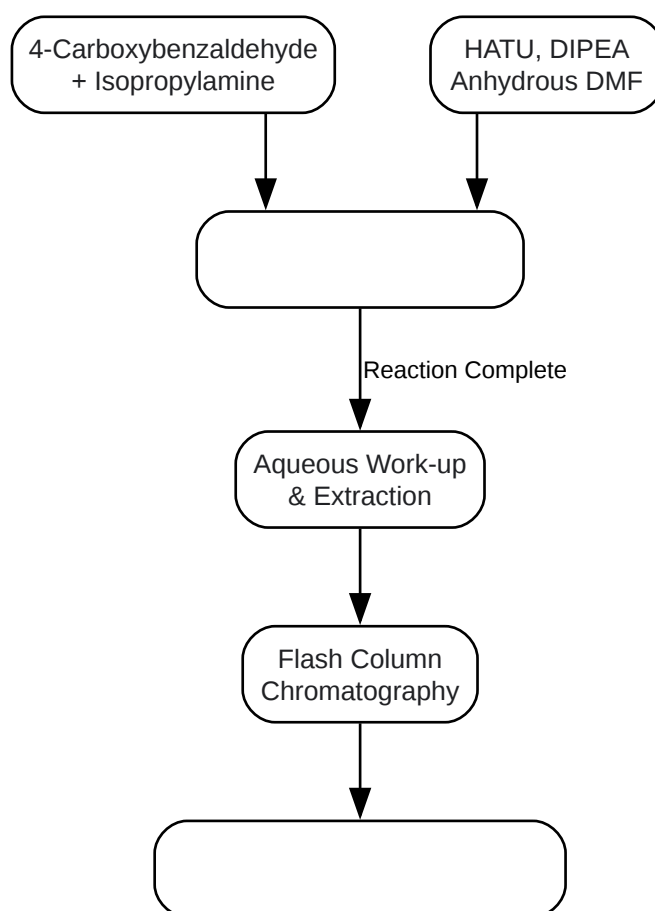 4-Carboxybenzaldehyde
+ Isopropylamine
HATU, DIPEA
Anhydrous DMF
Reaction Complete
Aqueous Work-up
& Extraction
Flash Column
Chromatography